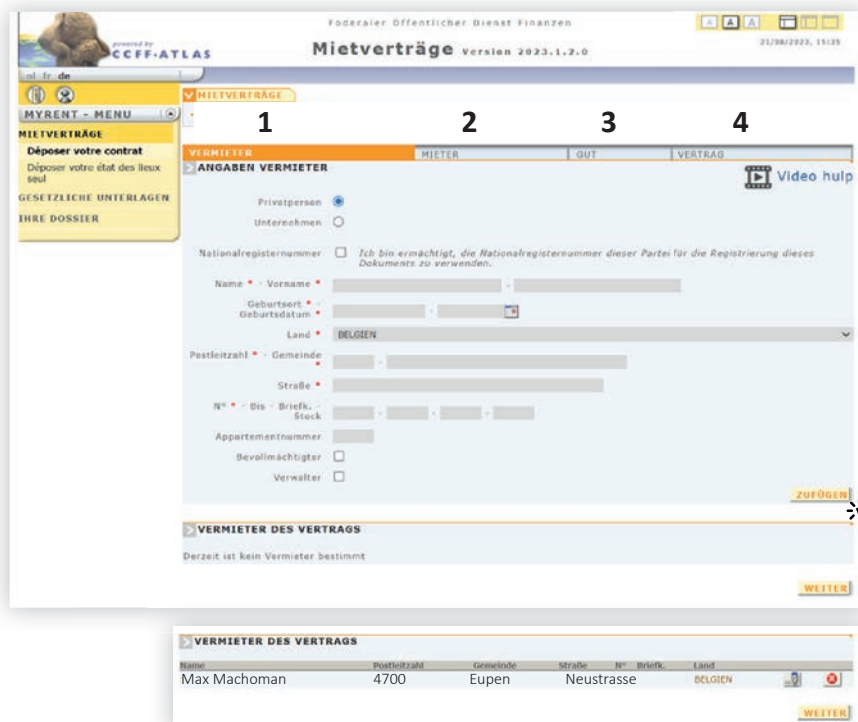 Föderaler Öffentlicher Dienst Finanzen
powered by
CCFF-ATLAS
Mietverträge Version 2023.1.2.0
A A A
21/08/2023, 15:35
nl fr de
MIETVERTRÄGE
MYRENT - MENU
MIETVERTRÄGE
Déposer votre contrat
Déposer votre état des lieux
seul
GESETZLICHE UNTERLAGEN
IHRE DOSSIER
1 2 3 4
VERMIETER MIETER GUT VERTRAG
ANGABEN VERMIETER
Video hulp
Privatperson
Unternehmen
Nationalregisternummer Ich bin ermächtigt, die Nationalregisternummer dieser Partei für die Registrierung dieses
Dokuments zu verwenden.
Name * - Vorname * -
Geburtsort * -
Geburtsdatum * -
Land * BELGIEN
Postleitzahl * - Gemeinde
* -
Straße *
N° * - Bis - Briefk. -
Stock - - -
Appartementnummer
Bevollmächtigter
Verwalter
ZUFÜGEN
VERMIETER DES VERTRAGS
Derzeit ist kein Vermieter bestimmt
WEITER
VERMIETER DES VERTRAGS
Name Postleitzahl Gemeinde Straße N° Briefk. Land
Max Machoman 4700 Eupen Neustrasse BELGIEN
WEITER